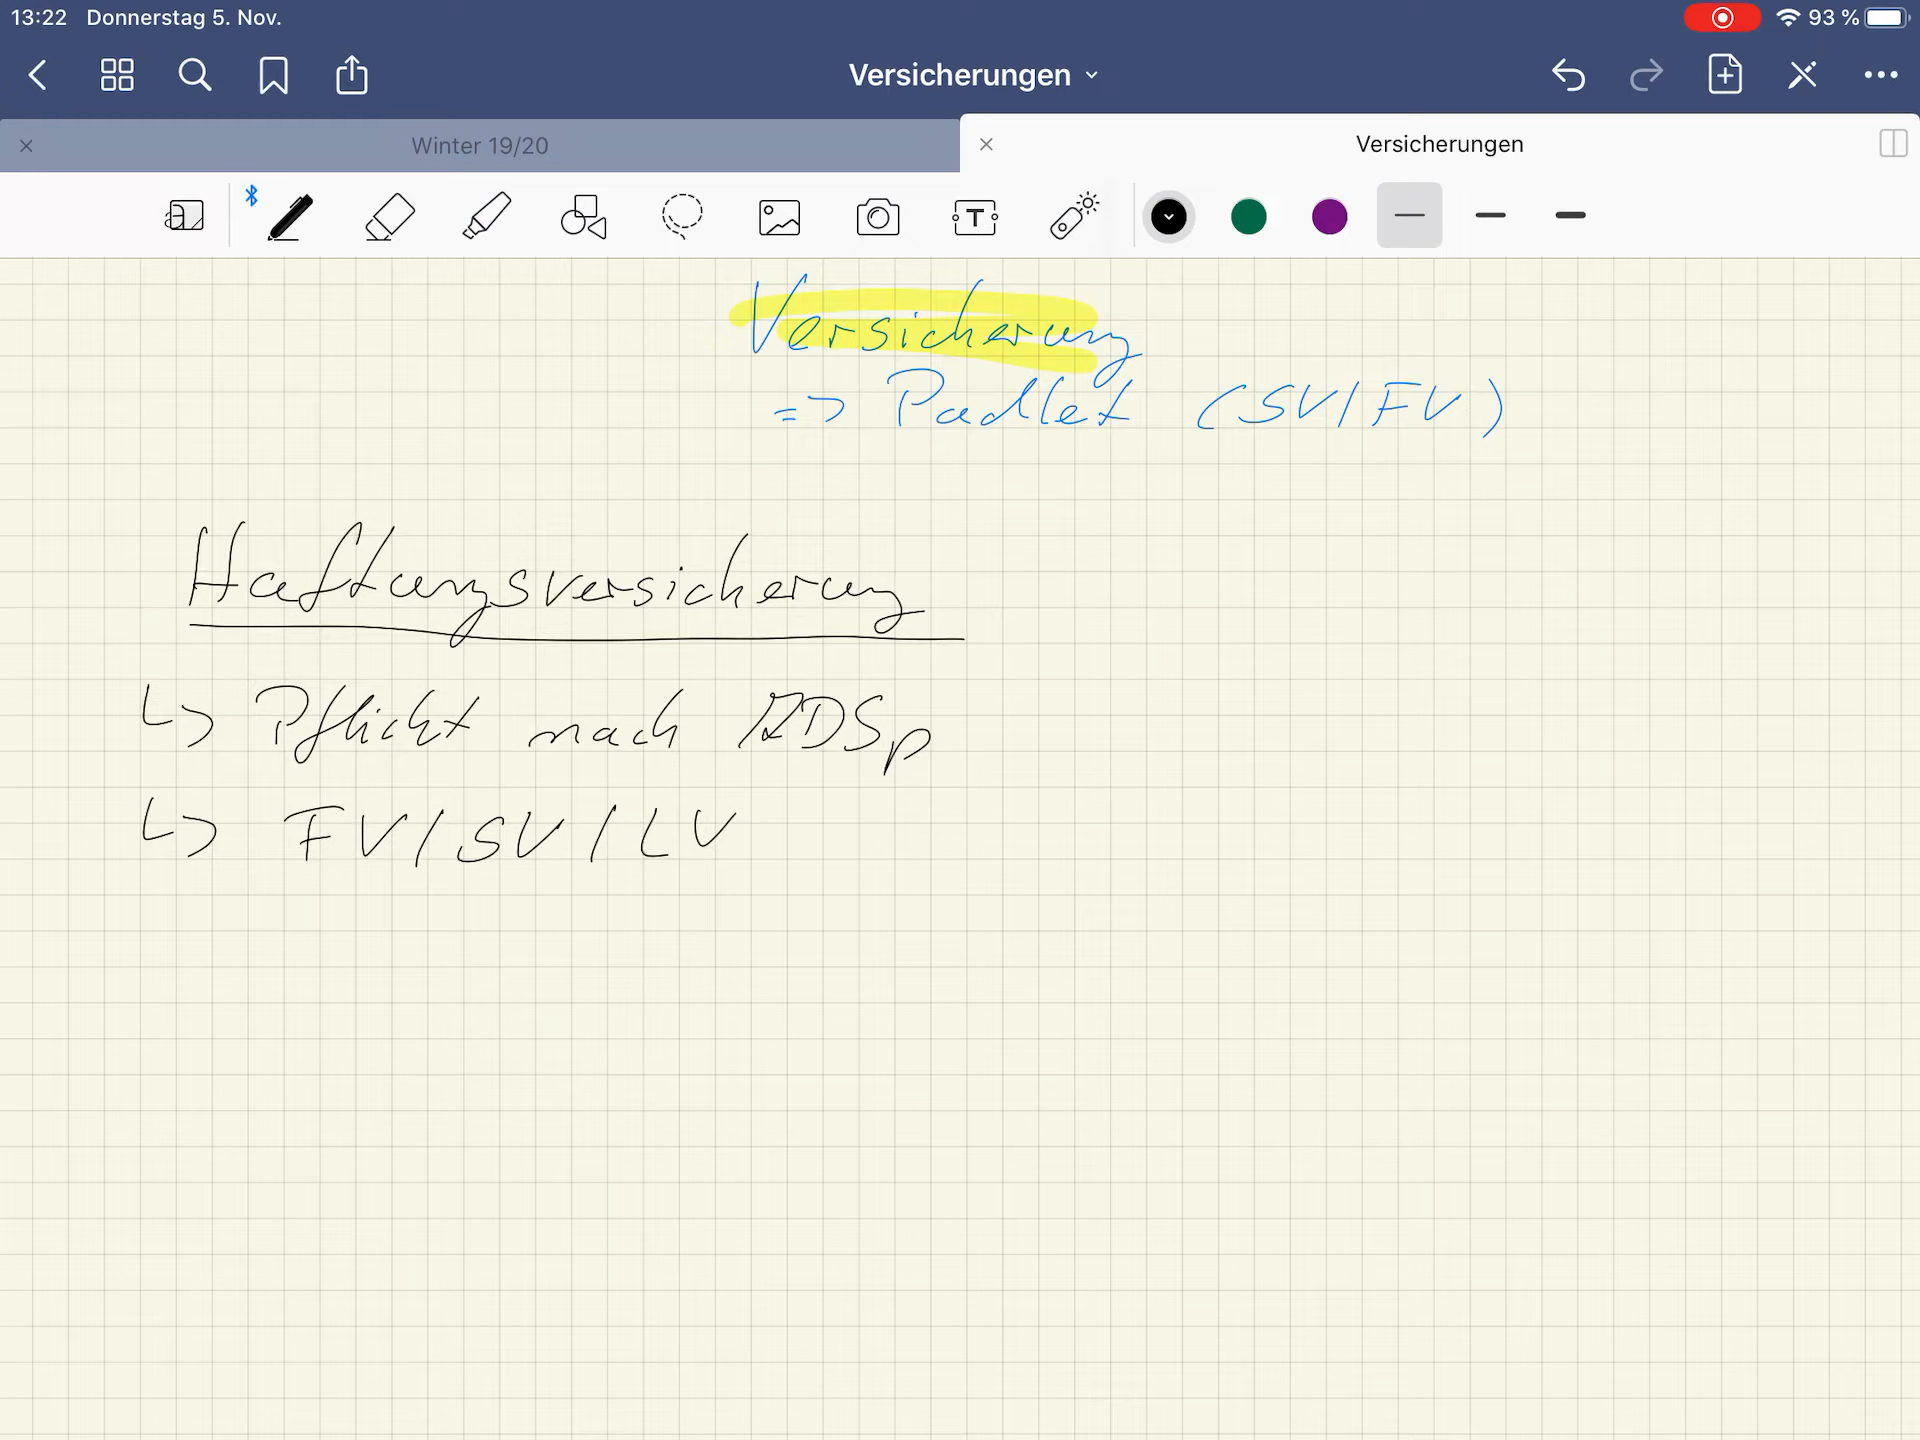 13:22 Donnerstag 5. Nov. 93 %
Versicherungen
Winter 19/20
Versicherungen
T
Versicherung
=> Padlet (SV/FV)
Haftungsversicherung
↳ Pflicht nach ADSp
↳ FV/SV/LV